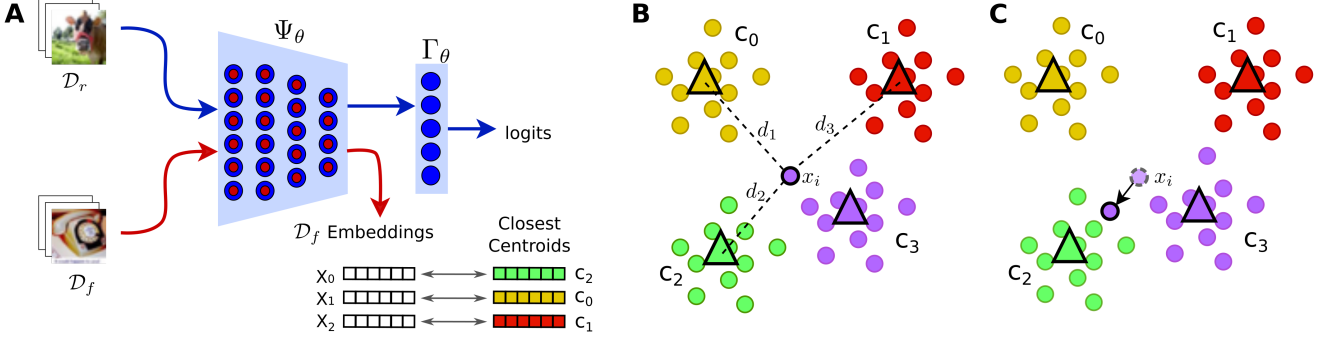 A
𝒟r
𝒟f
Ψθ
Γθ
logits
𝒟f Embeddings
Closest
Centroids
X0
c2
X1
c0
X2
c1
B
c0
c1
d1
d3
xi
d2
c2
c3
C
c0
c1
xi
c2
c3